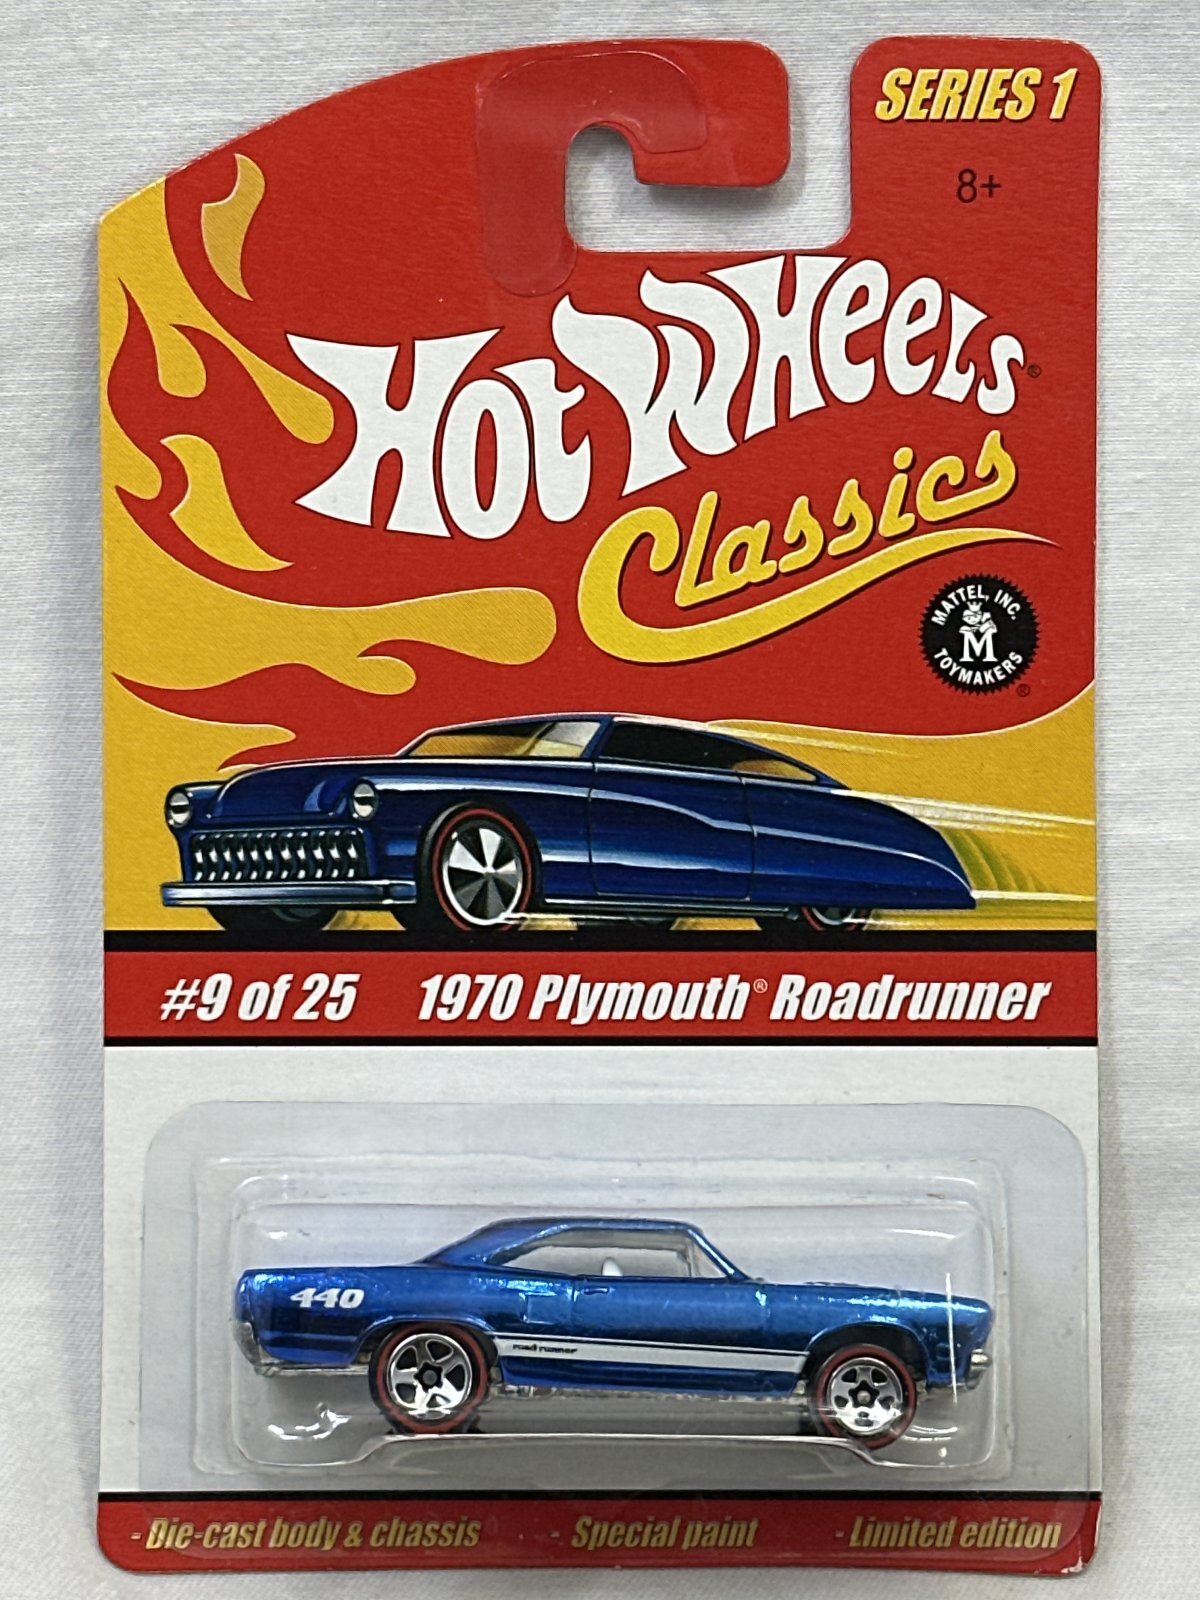 SERIES 1
8+
Hot Wheels®
Classics
MATTEL, INC.
M
TOYMAKERS
®
#9 of 25 1970 Plymouth® Roadrunner
440
road runner
- Die-cast body & chassis - Special paint - Limited edition